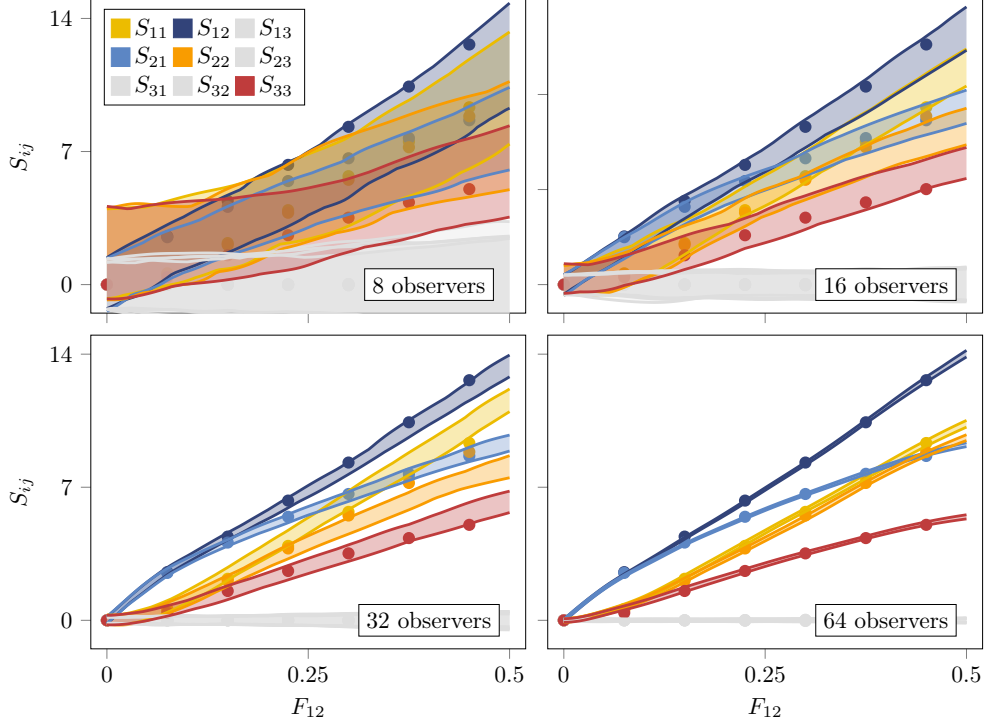 14
S11 S12 S13
S21 S22 S23
S31 S32 S33
7
Sij
0
8 observers
16 observers
14
7
Sij
0
32 observers
64 observers
0 0.25 0.5
0 0.25 0.5
F12
F12